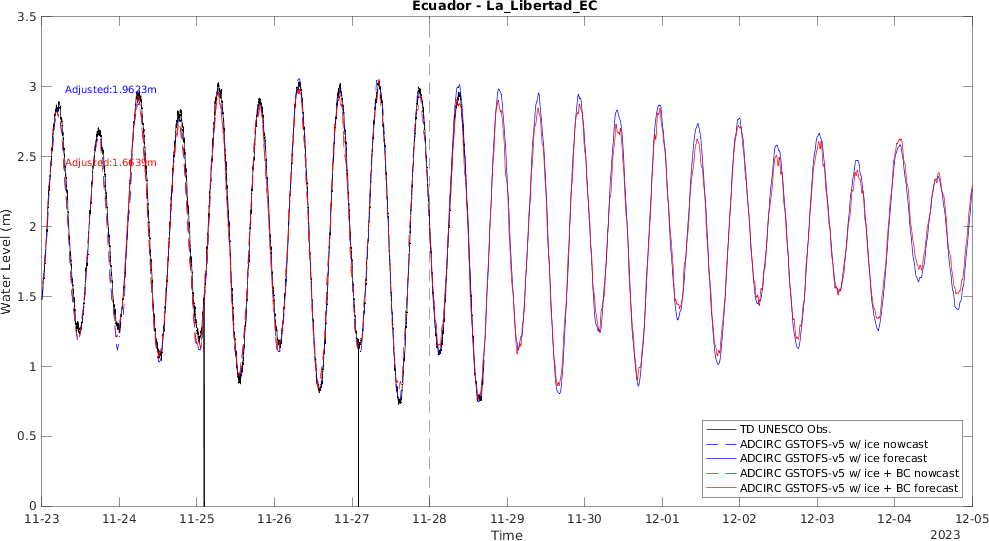 Ecuador - La_Libertad_EC
3.5
3
2.5
2
1.5
1
0.5
0
Water Level (m)
Adjusted:1.9623m
Adjusted:1.6639m
TD UNESCO Obs.
ADCIRC GSTOFS-v5 w/ ice nowcast
ADCIRC GSTOFS-v5 w/ ice forecast
ADCIRC GSTOFS-v5 w/ ice + BC nowcast
ADCIRC GSTOFS-v5 w/ ice + BC forecast
11-23 11-24 11-25 11-26 11-27 11-28 11-29 11-30 12-01 12-02 12-03 12-04 12-05
Time
2023